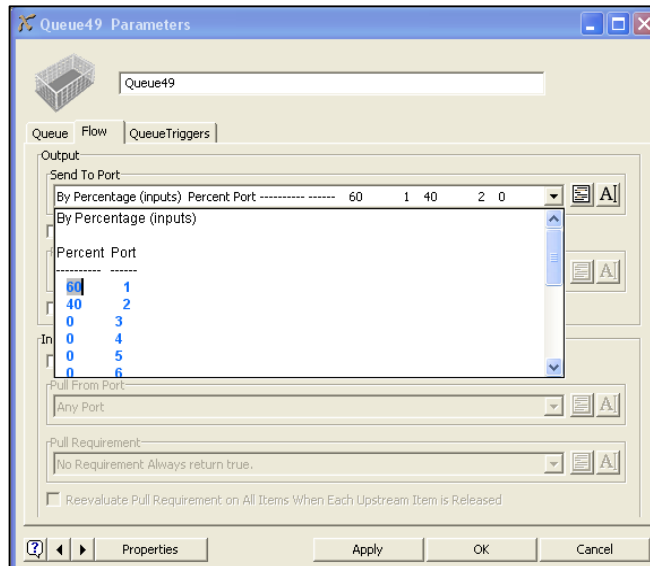 Queue49 Parameters
Queue49
Queue Flow QueueTriggers
Output
Send To Port
By Percentage (inputs) Percent Port ---------- ------ 60 1 40 2 0
By Percentage (inputs)
Percent Port
---------- ------
60 1
40 2
0 3
0 4
0 5
0 6
In
Pull From Port
Any Port
Pull Requirement
No Requirement Always return true.
Reevaluate Pull Requirement on All Items When Each Upstream Item is Released
Properties Apply OK Cancel